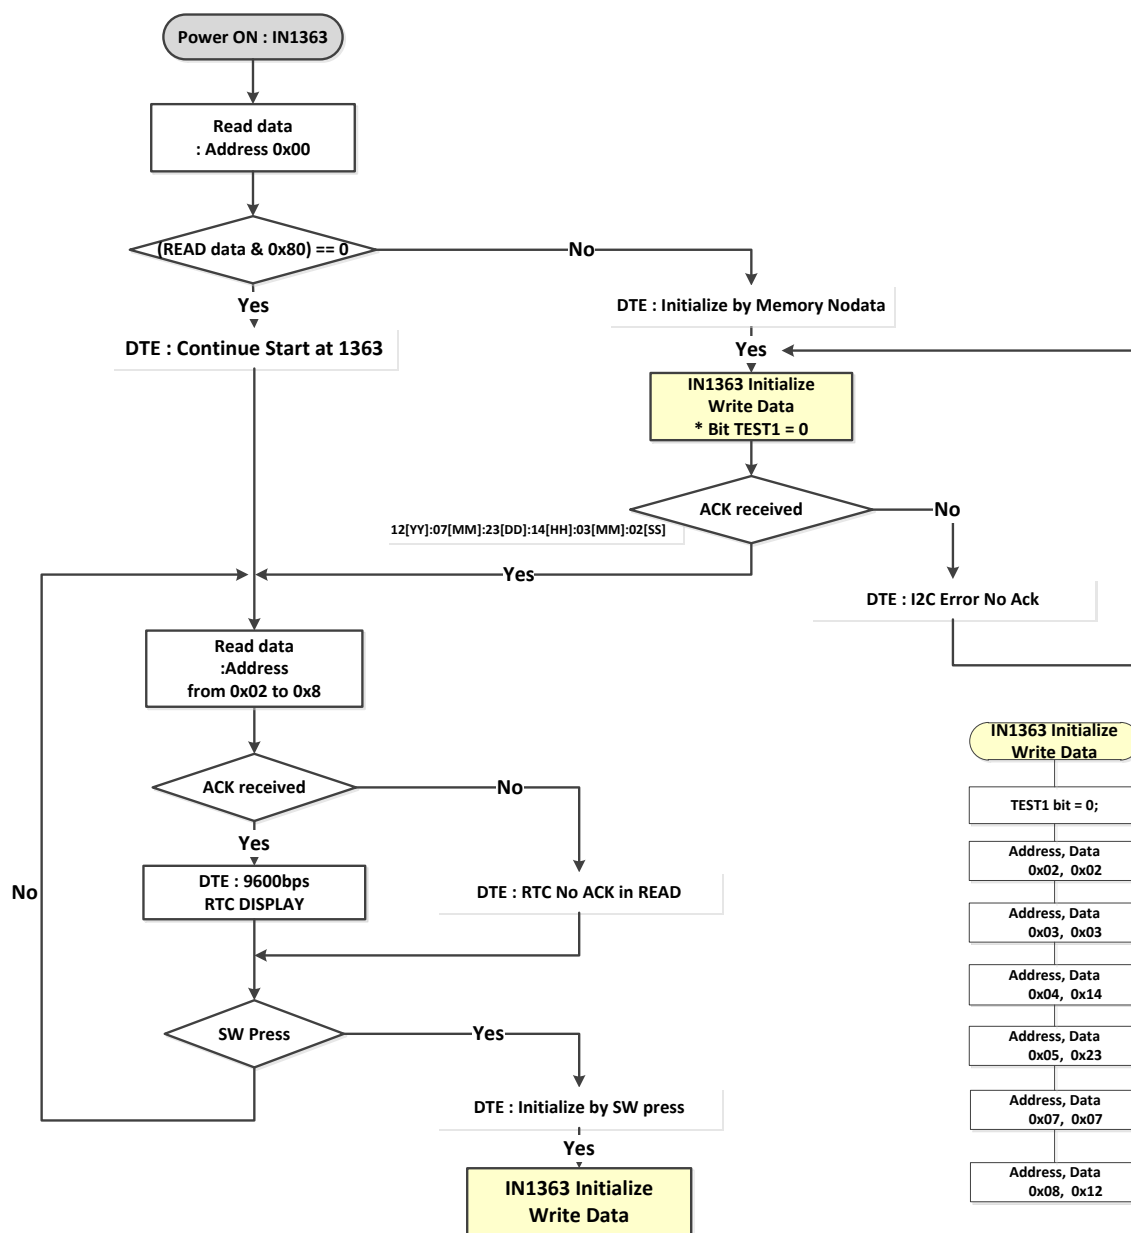 Power ON : IN1363
Read data
: Address 0x00
(READ data & 0x80) == 0
No
Yes
DTE : Initialize by Memory Nodata
DTE : Continue Start at 1363
Yes
IN1363 Initialize
Write Data
* Bit TEST1 = 0
ACK received
No
12[YY]:07[MM]:23[DD]:14[HH]:03[MM]:02[SS]
Yes
DTE : I2C Error No Ack
Read data
:Address
from 0x02 to 0x8
ACK received
No
Yes
DTE : 9600bps
RTC DISPLAY
DTE : RTC No ACK in READ
No
SW Press
Yes
DTE : Initialize by SW press
Yes
IN1363 Initialize
Write Data
IN1363 Initialize
Write Data
TEST1 bit = 0;
Address, Data
0x02, 0x02
Address, Data
0x03, 0x03
Address, Data
0x04, 0x14
Address, Data
0x05, 0x23
Address, Data
0x07, 0x07
Address, Data
0x08, 0x12